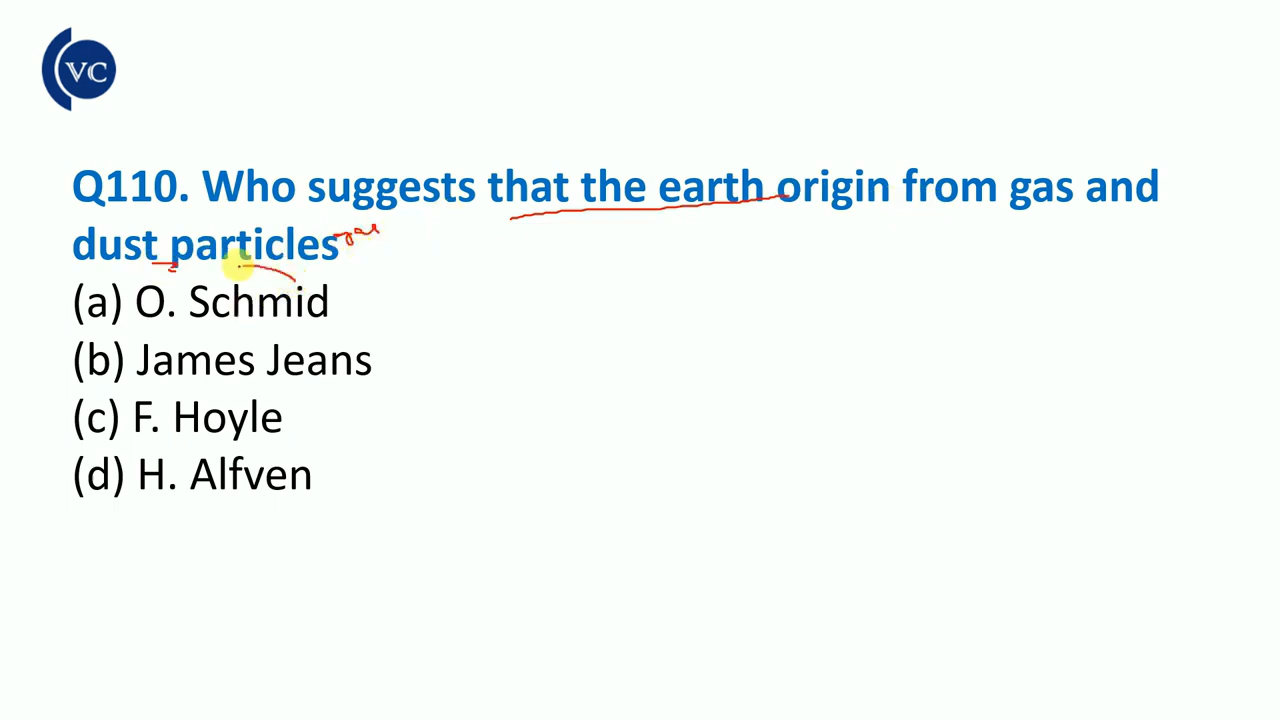 VC
Q110. Who suggests that the earth origin from gas and
dust particles
(a) O. Schmid
(b) James Jeans
(c) F. Hoyle
(d) H. Alfven